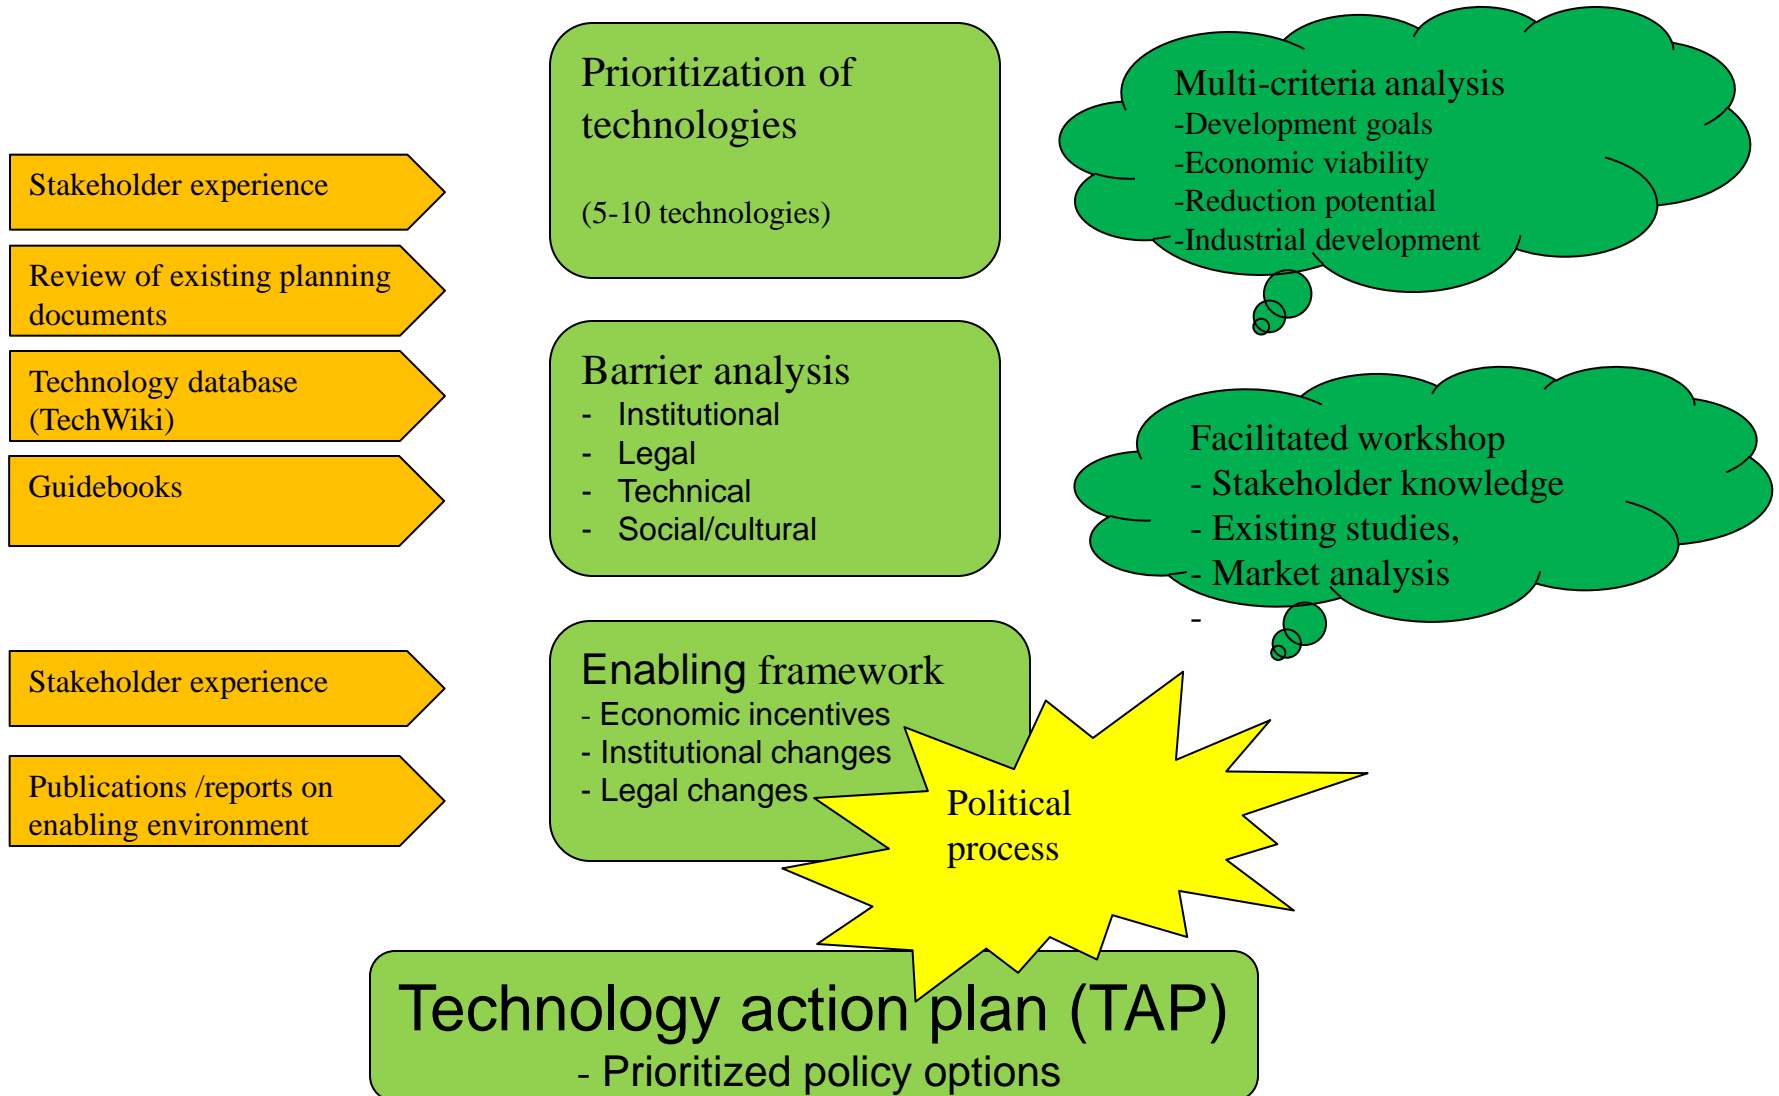 Prioritization of
technologies
(5-10 technologies)
Multi-criteria analysis
-Development goals
-Economic viability
-Reduction potential
-Industrial development
Stakeholder experience
Review of existing planning
documents
Technology database
(TechWiki)
Guidebooks
Barrier analysis
- Institutional
- Legal
- Technical
- Social/cultural
Facilitated workshop
- Stakeholder knowledge
- Existing studies,
- Market analysis
-
Stakeholder experience
Publications /reports on
enabling environment
Enabling framework
- Economic incentives
- Institutional changes
- Legal changes
Political
process
Technology action plan (TAP)
- Prioritized policy options